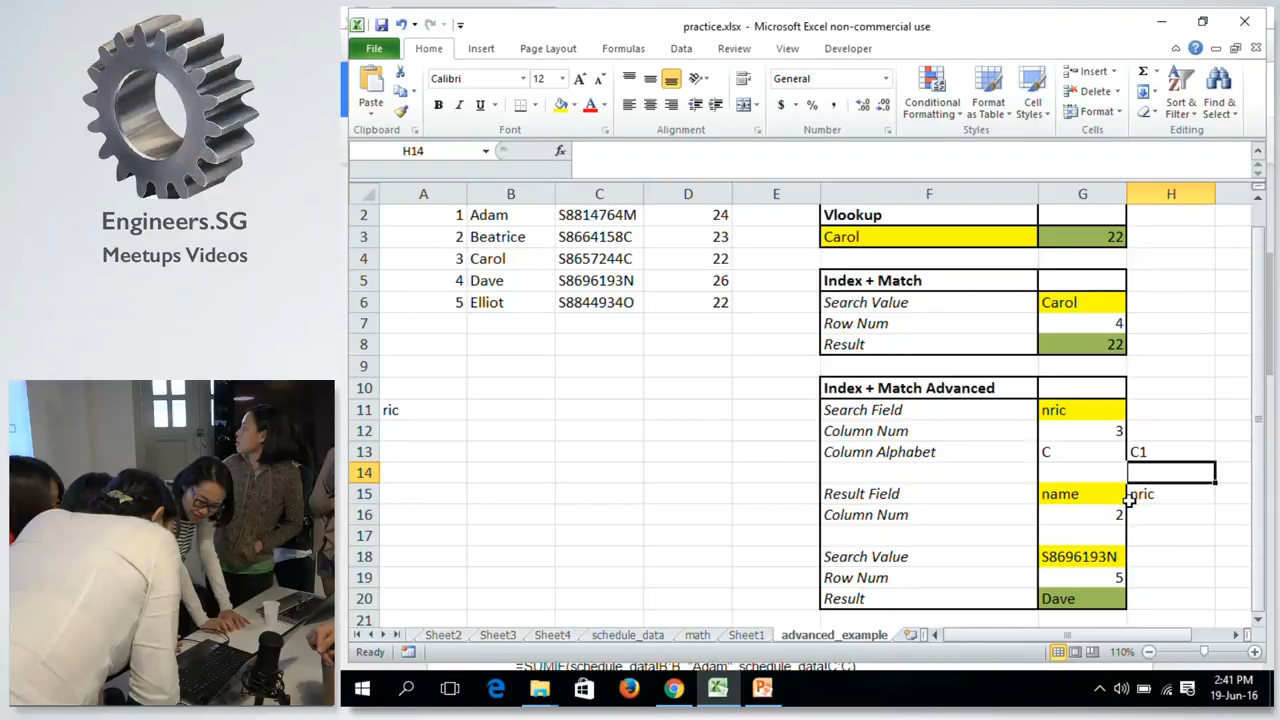 Engineers.SG
Meetups Videos
practice.xlsx - Microsoft Excel non-commercial use
File Home Insert Page Layout Formulas Data Review View Developer
Paste
Calibri 12
B I U
General
$ % ,
Conditional Formatting
Format as Table
Cell Styles
Insert
Delete
Format
Sort & Filter
Find & Select
Clipboard Font Alignment Number Styles Cells Editing
H14 fx
A B C D E F G H
2 1 Adam S8814764M 24 Vlookup
3 2 Beatrice S8664158C 23 Carol 22
4 3 Carol S8657244C 22
5 4 Dave S8696193N 26 Index + Match
6 5 Elliot S8844934O 22 Search Value Carol
7 Row Num 4
8 Result 22
9
10 Index + Match Advanced
11 ric Search Field nric
12 Column Num 3
13 Column Alphabet C C1
14
15 Result Field name nric
16 Column Num 2
17
18 Search Value S8696193N
19 Row Num 5
20 Result Dave
21
Sheet2 Sheet3 Sheet4 schedule_data math Sheet1 advanced_example
Ready 110%
=SUMIF(schedule_data!B:B, "Adam", schedule_data!C:C)
2:41 PM
19-Jun-16